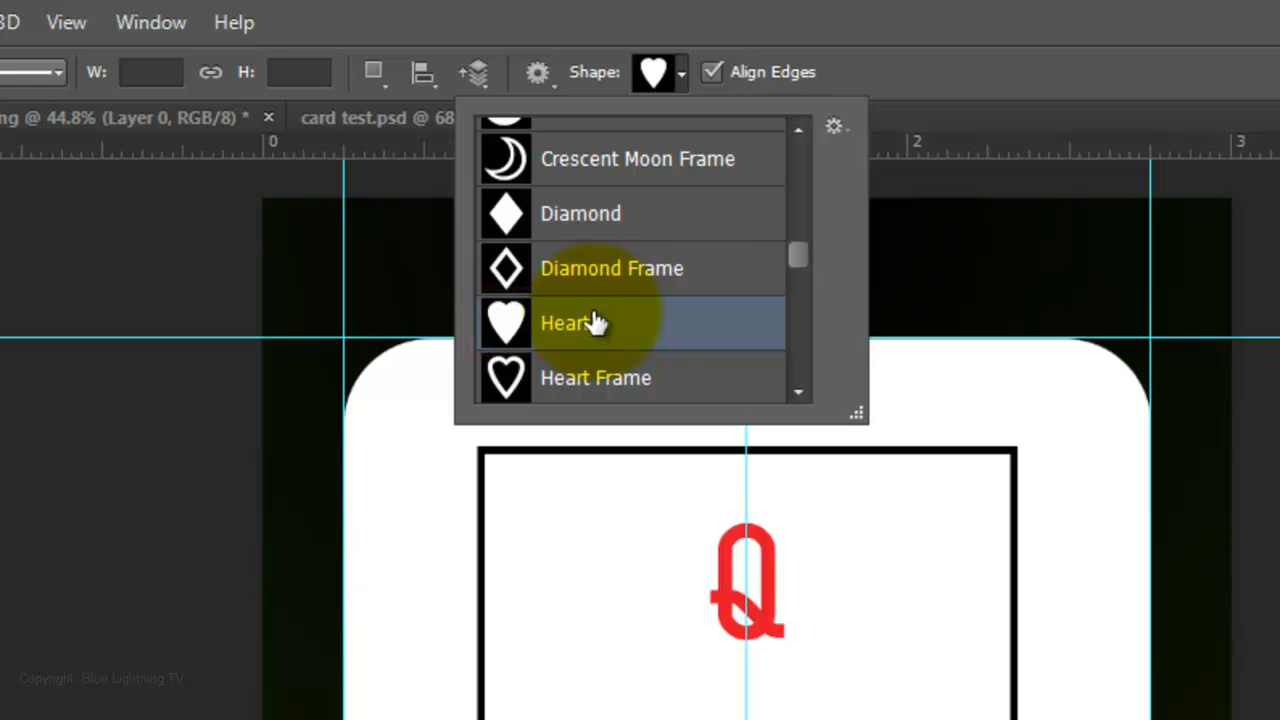 3D View Window Help
W: H: Shape: Align Edges
ng @ 44.8% (Layer 0, RGB/8) * × card test.psd @ 68
0 2 3
Crescent Moon Frame
Diamond
Diamond Frame
Heart
Heart Frame
Q
Copyright: Blue Lightning TV